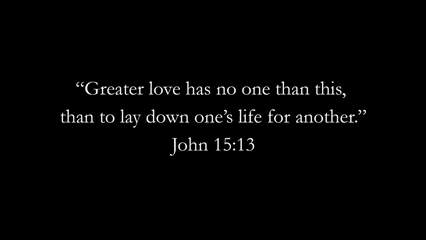 “Greater love has no one than this,
than to lay down one’s life for another.”
John 15:13